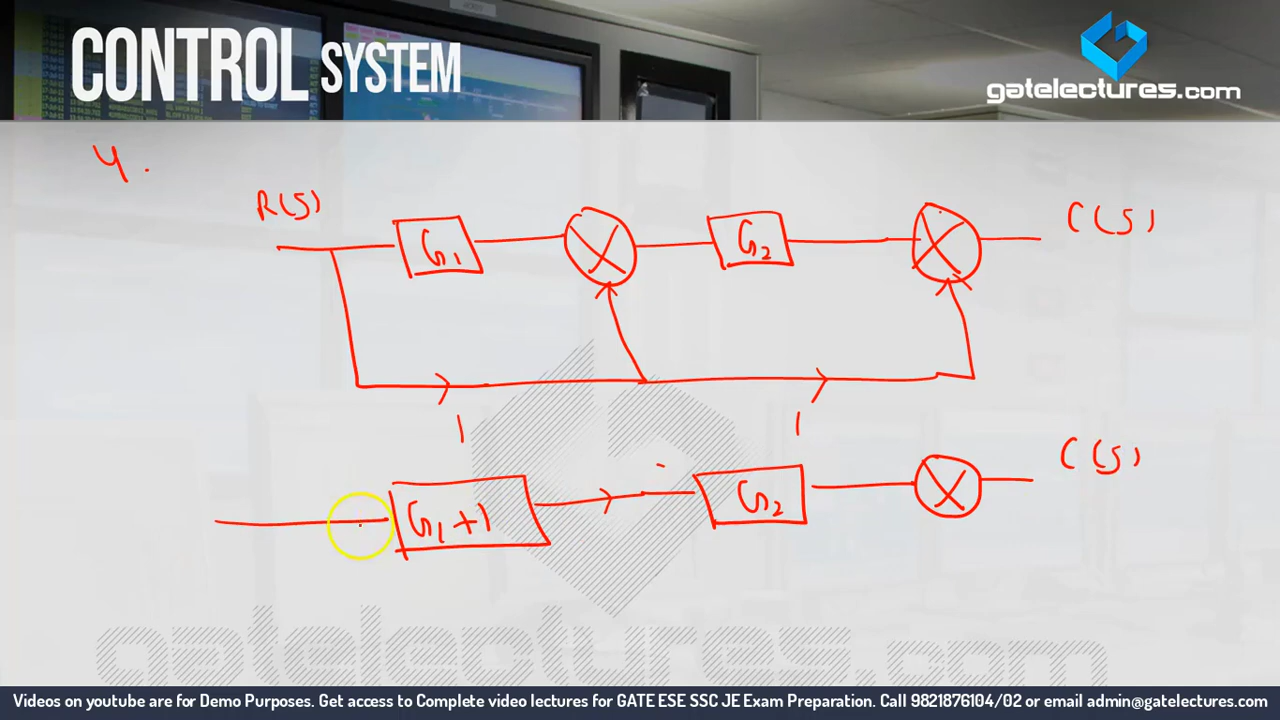 CONTROL SYSTEM
gatelectures.com
4.
R(S)
G1
G2
C(S)
1
1
C(S)
G1+1
G2
gatelectures.com
Videos on youtube are for Demo Purposes. Get access to Complete video lectures for GATE ESE SSC JE Exam Preparation. Call 9821876104/02 or email admin@gatelectures.com